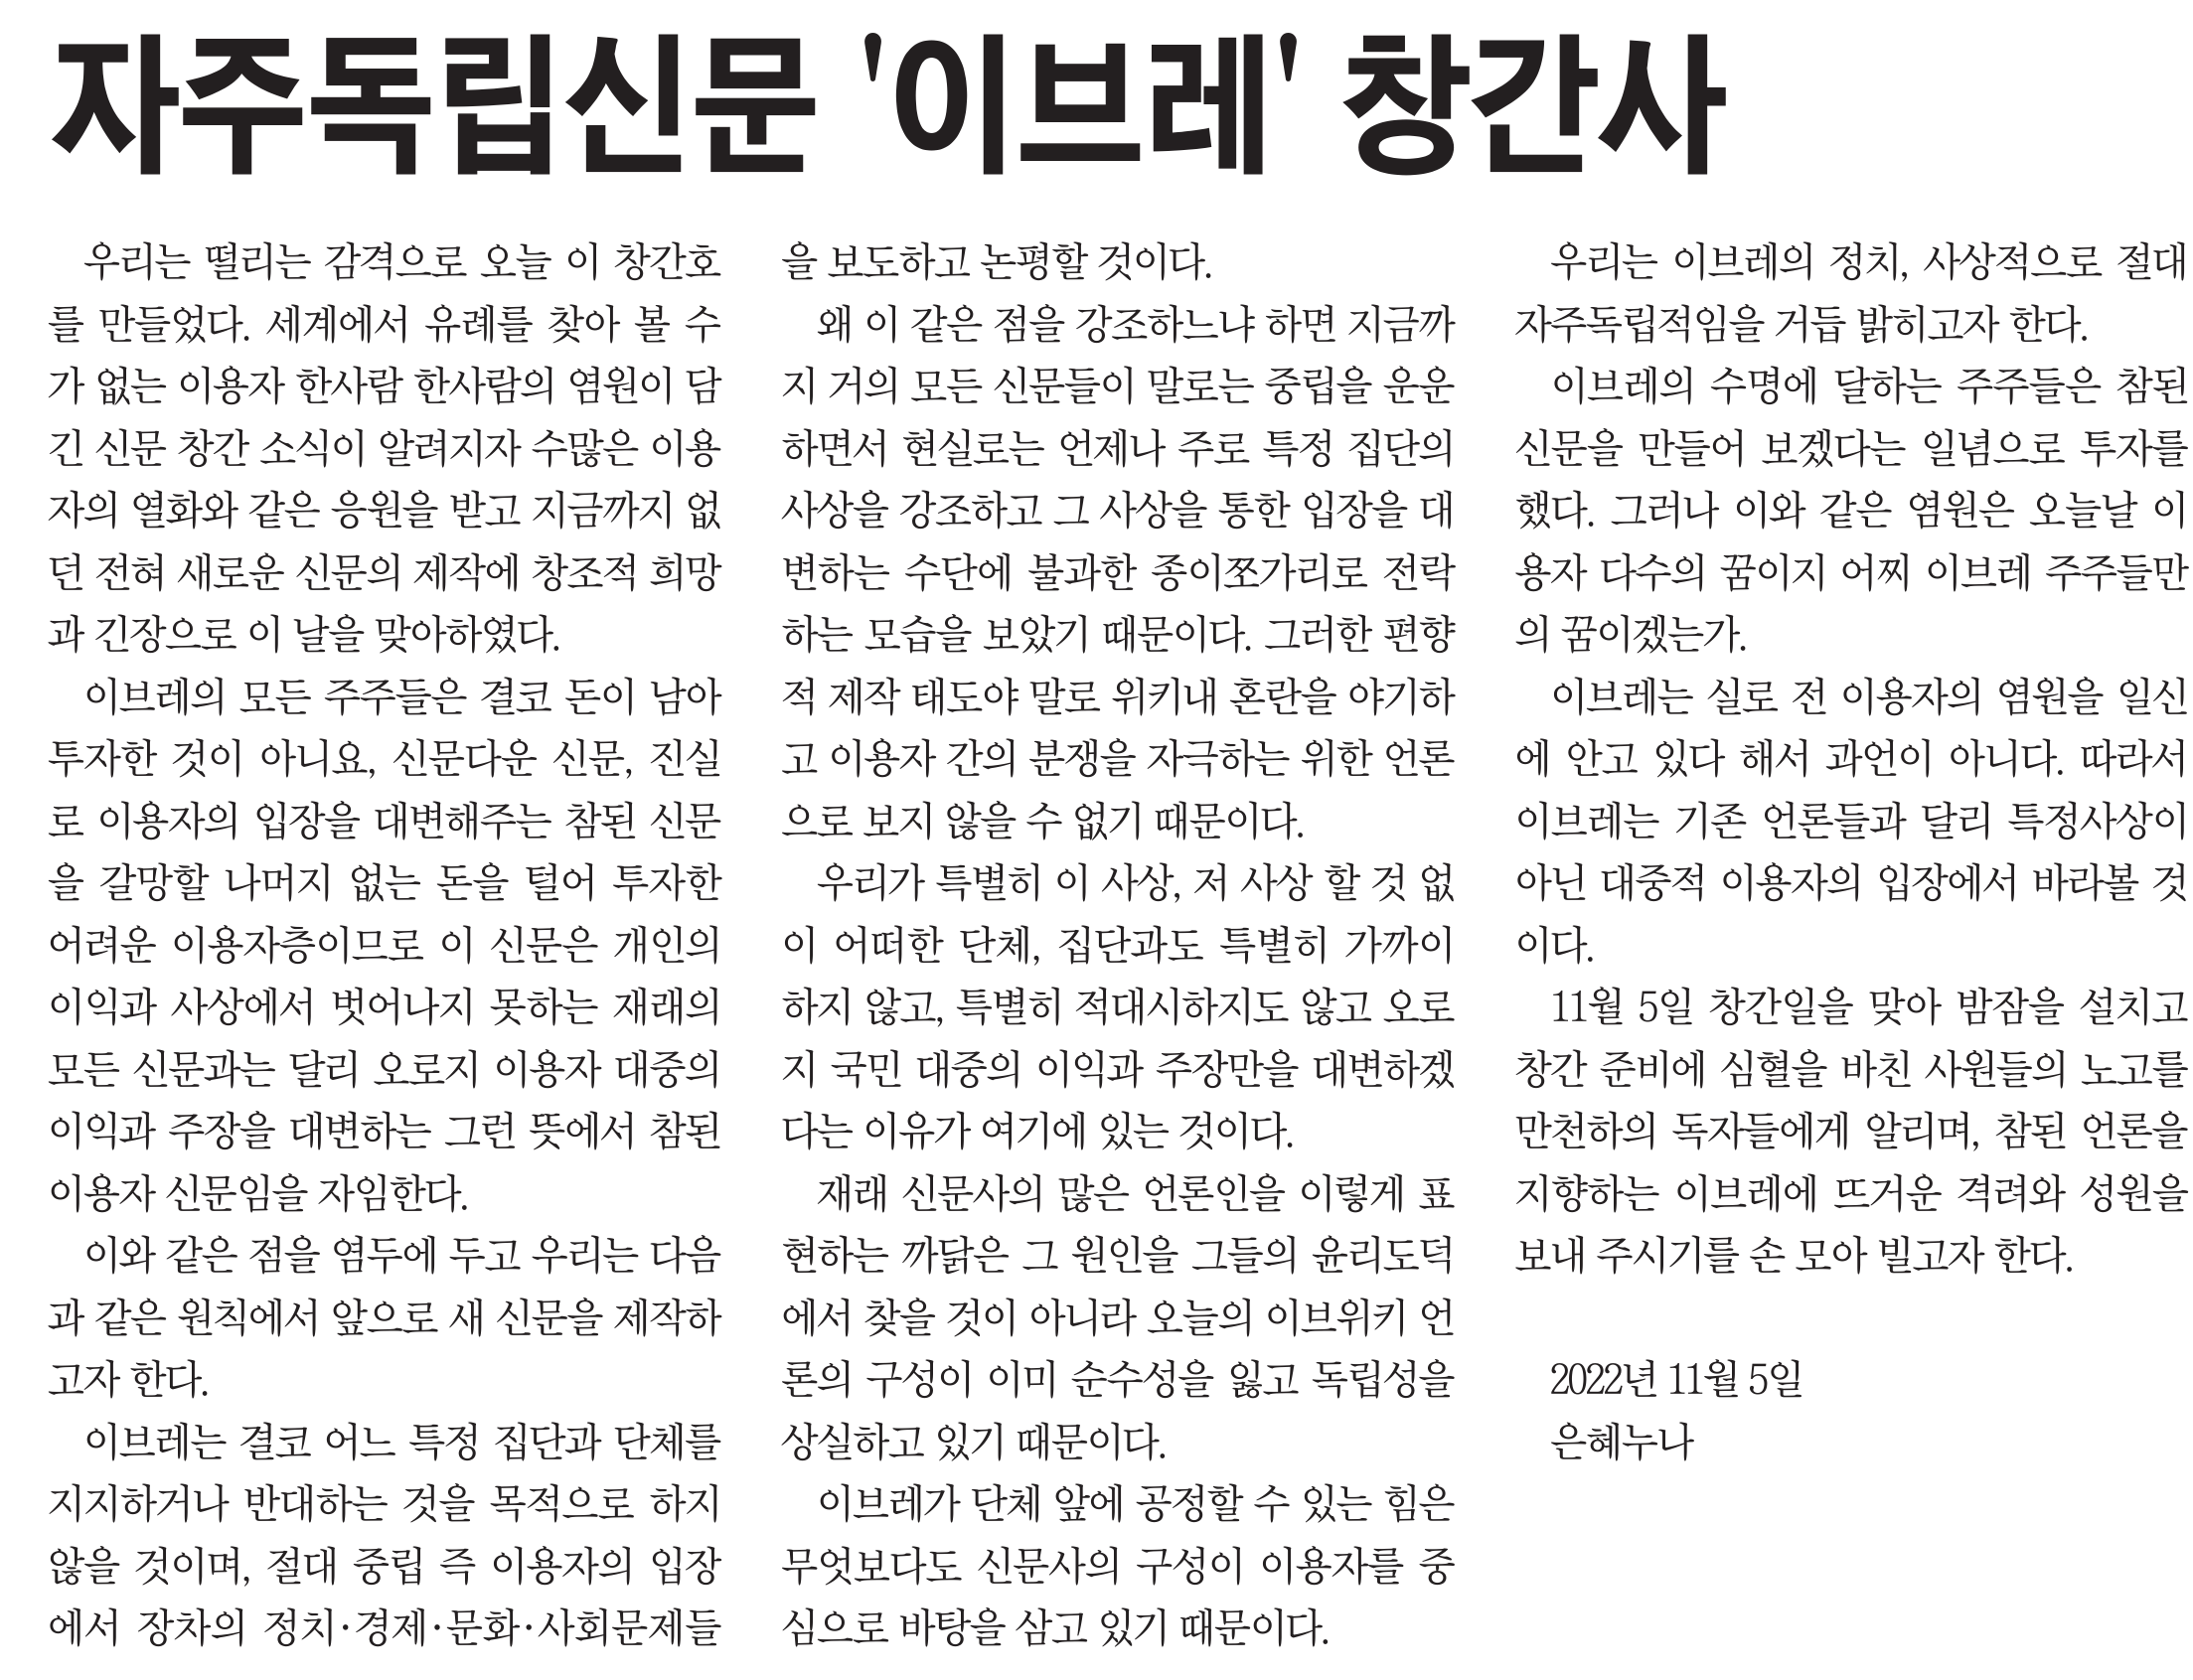 자주독립신문 '이브레' 창간사
우리는 떨리는 감격으로 오늘 이 창간호
를 만들었다. 세계에서 유례를 찾아 볼 수
가 없는 이용자 한사람 한사람의 염원이 담
긴 신문 창간 소식이 알려지자 수많은 이용
자의 열화와 같은 응원을 받고 지금까지 없
던 전혀 새로운 신문의 제작에 창조적 희망
과 긴장으로 이 날을 맞아하였다.
이브레의 모든 주주들은 결코 돈이 남아
투자한 것이 아니요, 신문다운 신문, 진실
로 이용자의 입장을 대변해주는 참된 신문
을 갈망할 나머지 없는 돈을 털어 투자한
어려운 이용자층이므로 이 신문은 개인의
이익과 사상에서 벗어나지 못하는 재래의
모든 신문과는 달리 오로지 이용자 대중의
이익과 주장을 대변하는 그런 뜻에서 참된
이용자 신문임을 자임한다.
이와 같은 점을 염두에 두고 우리는 다음
과 같은 원칙에서 앞으로 새 신문을 제작하
고자 한다.
이브레는 결코 어느 특정 집단과 단체를
지지하거나 반대하는 것을 목적으로 하지
않을 것이며, 절대 중립 즉 이용자의 입장
에서 장차의 정치·경제·문화·사회문제들
을 보도하고 논평할 것이다.
왜 이 같은 점을 강조하느냐 하면 지금까
지 거의 모든 신문들이 말로는 중립을 운운
하면서 현실로는 언제나 주로 특정 집단의
사상을 강조하고 그 사상을 통한 입장을 대
변하는 수단에 불과한 종이쪼가리로 전락
하는 모습을 보았기 때문이다. 그러한 편향
적 제작 태도야 말로 위키내 혼란을 야기하
고 이용자 간의 분쟁을 자극하는 위한 언론
으로 보지 않을 수 없기 때문이다.
우리가 특별히 이 사상, 저 사상 할 것 없
이 어떠한 단체, 집단과도 특별히 가까이
하지 않고, 특별히 적대시하지도 않고 오로
지 국민 대중의 이익과 주장만을 대변하겠
다는 이유가 여기에 있는 것이다.
재래 신문사의 많은 언론인을 이렇게 표
현하는 까닭은 그 원인을 그들의 윤리도덕
에서 찾을 것이 아니라 오늘의 이브위키 언
론의 구성이 이미 순수성을 잃고 독립성을
상실하고 있기 때문이다.
이브레가 단체 앞에 공정할 수 있는 힘은
무엇보다도 신문사의 구성이 이용자를 중
심으로 바탕을 삼고 있기 때문이다.
우리는 이브레의 정치, 사상적으로 절대
자주독립적임을 거듭 밝히고자 한다.
이브레의 수명에 달하는 주주들은 참된
신문을 만들어 보겠다는 일념으로 투자를
했다. 그러나 이와 같은 염원은 오늘날 이
용자 다수의 꿈이지 어찌 이브레 주주들만
의 꿈이겠는가.
이브레는 실로 전 이용자의 염원을 일신
에 안고 있다 해서 과언이 아니다. 따라서
이브레는 기존 언론들과 달리 특정사상이
아닌 대중적 이용자의 입장에서 바라볼 것
이다.
11월 5일 창간일을 맞아 밤잠을 설치고
창간 준비에 심혈을 바친 사원들의 노고를
만천하의 독자들에게 알리며, 참된 언론을
지향하는 이브레에 뜨거운 격려와 성원을
보내 주시기를 손 모아 빌고자 한다.
2022년 11월 5일
은혜누나